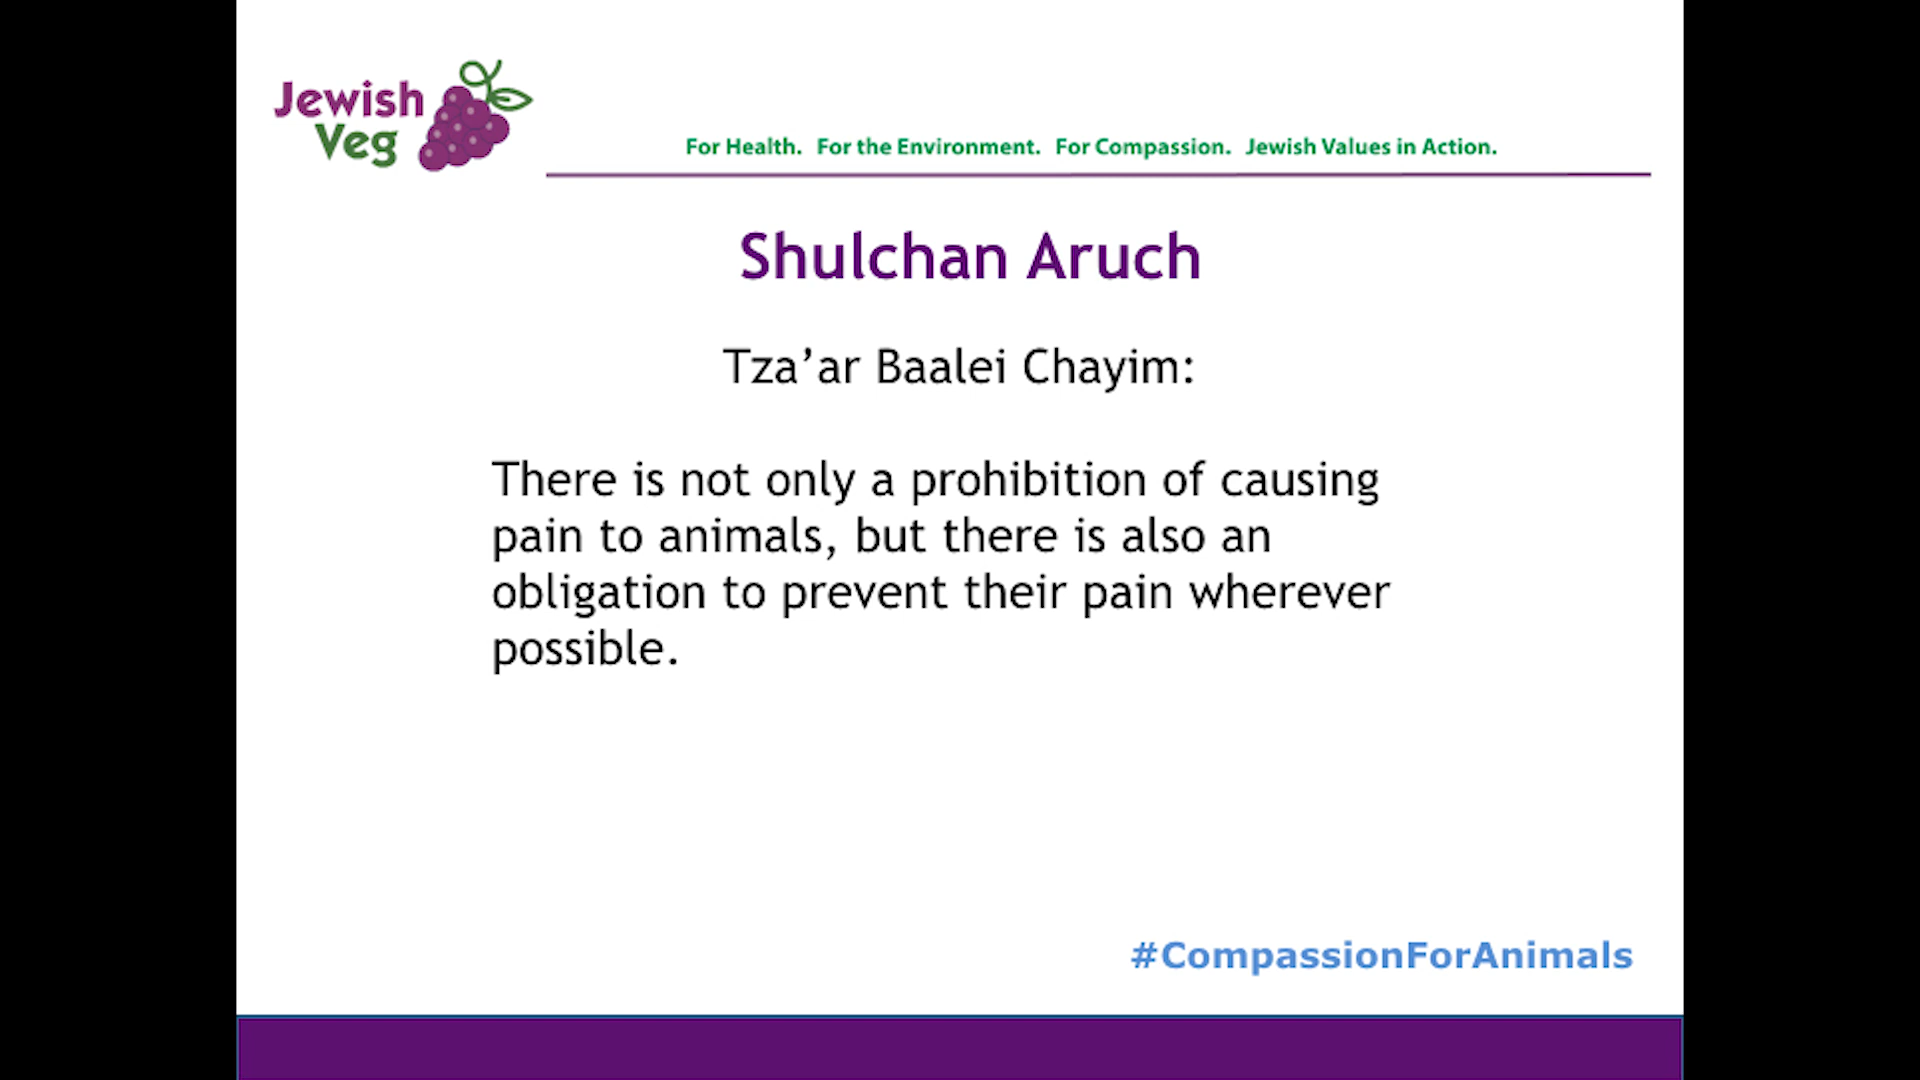 Jewish
Veg
For Health. For the Environment. For Compassion. Jewish Values in Action.
Shulchan Aruch
Tza’ar Baalei Chayim:
There is not only a prohibition of causing
pain to animals, but there is also an
obligation to prevent their pain wherever
possible.
#CompassionForAnimals